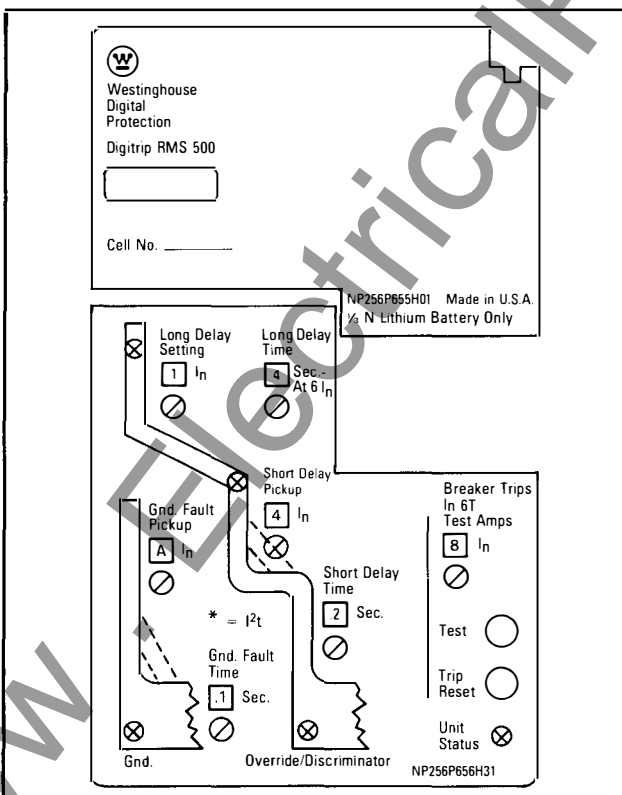 W
Westinghouse
Digital
Protection
Digitrip RMS 500
Cell No.
NP256P655H01 Made in U.S.A.
⅓ N Lithium Battery Only
Long Delay
Setting
1 In
Long Delay
Time
4 Sec.-
At 6 In
Short Delay
Pickup
4 In
Gnd. Fault
Pickup
A In
Breaker Trips
In 6T
Test Amps
8 In
Short Delay
Time
.2 Sec.
* = I²t
Test
Gnd. Fault
Time
.1 Sec.
Trip
Reset
Unit
Status
Gnd.
Override/Discriminator
NP256P656H31